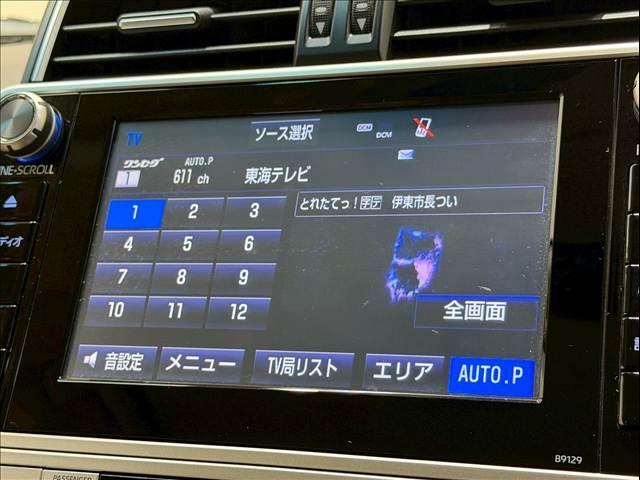 TV
ソース選択
DCM DCM
ワンセグ AUTO.P
1 611 ch 東海テレビ
とれたてっ!字デ 伊東市長つい
1 2 3
4 5 6
7 8 9
10 11 12
全画面
音設定 メニュー TV局リスト エリア AUTO.P
NE·SCROLL
ディオ
B9129
PASSENGER